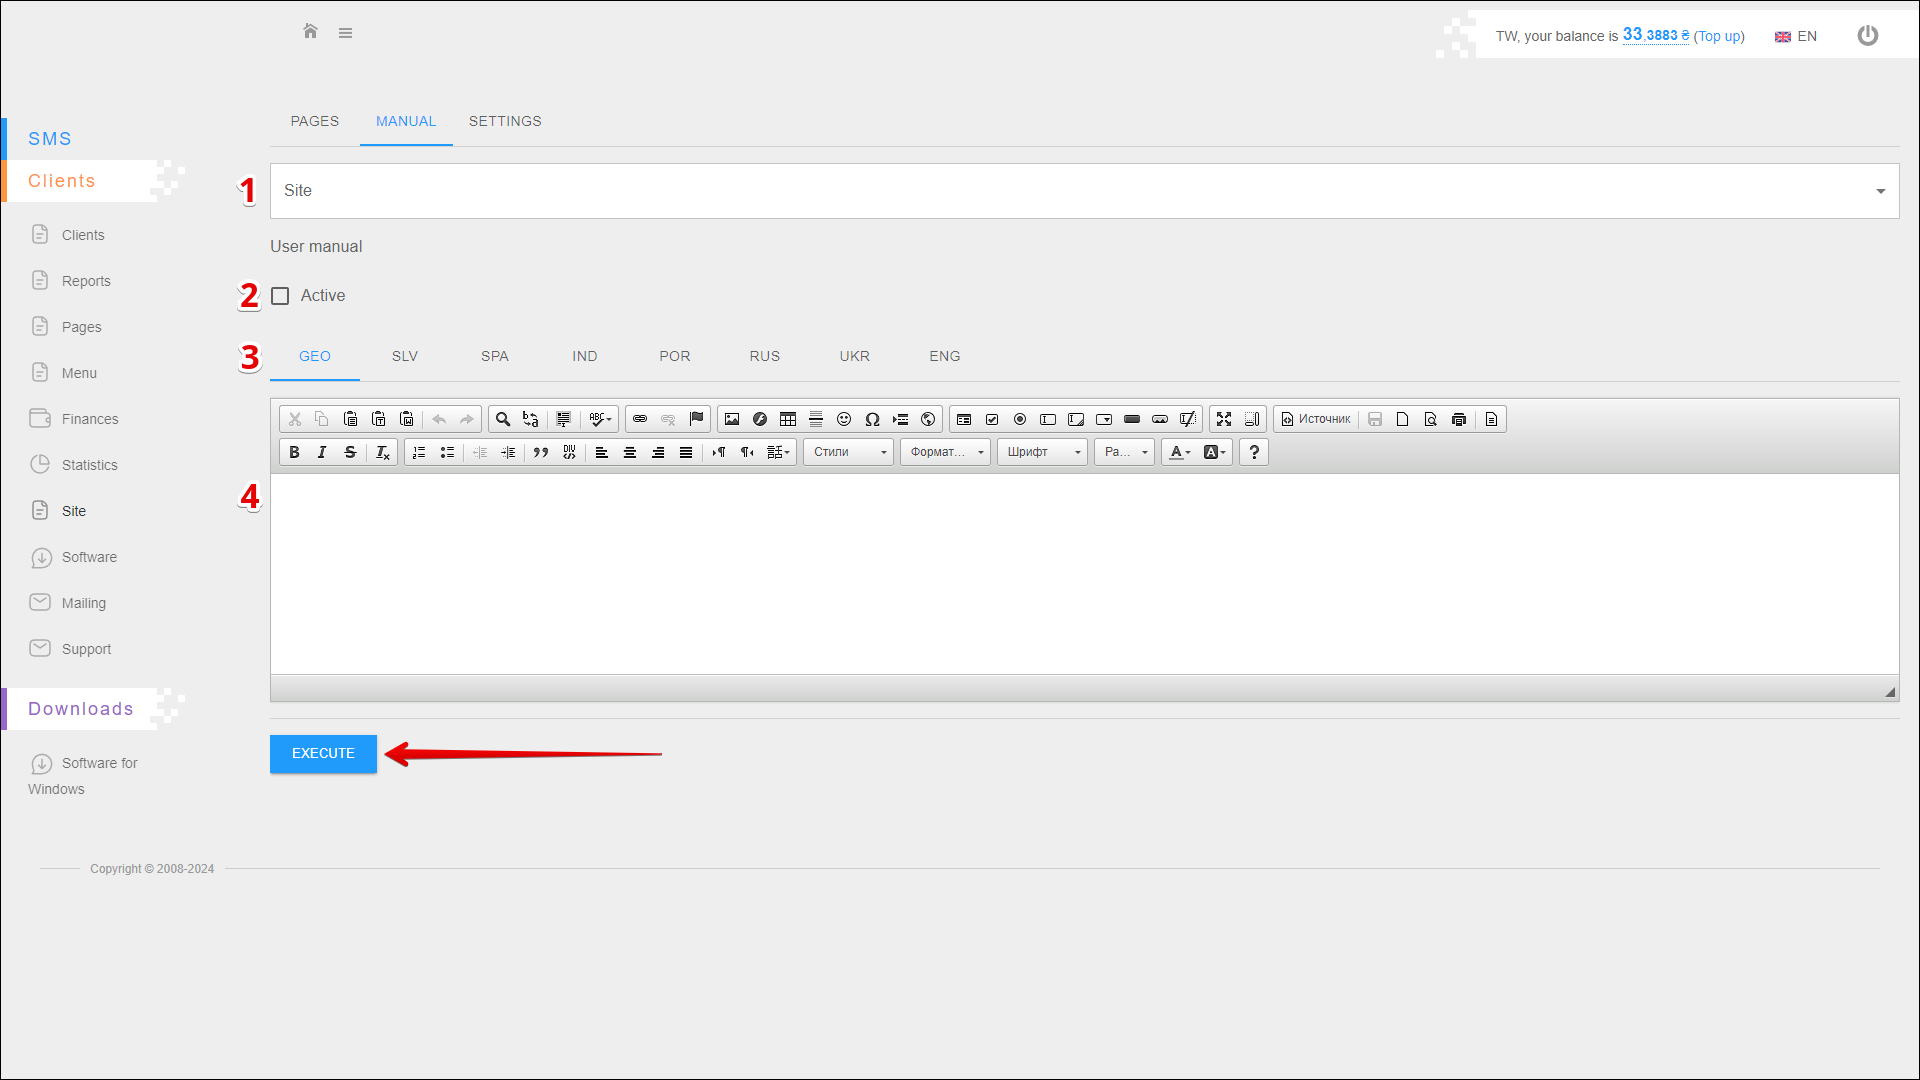 TW, your balance is 33,3883 ₴ (Top up)
EN
SMS
Clients
Clients
Reports
Pages
Menu
Finances
Statistics
Site
Software
Mailing
Support
Downloads
Software for
Windows
PAGES MANUAL SETTINGS
1 Site
User manual
2 Active
3 GEO SLV SPA IND POR RUS UKR ENG
Источник
B I S Стили Формат... Шрифт Ра... A A ?
4
EXECUTE
Copyright © 2008-2024